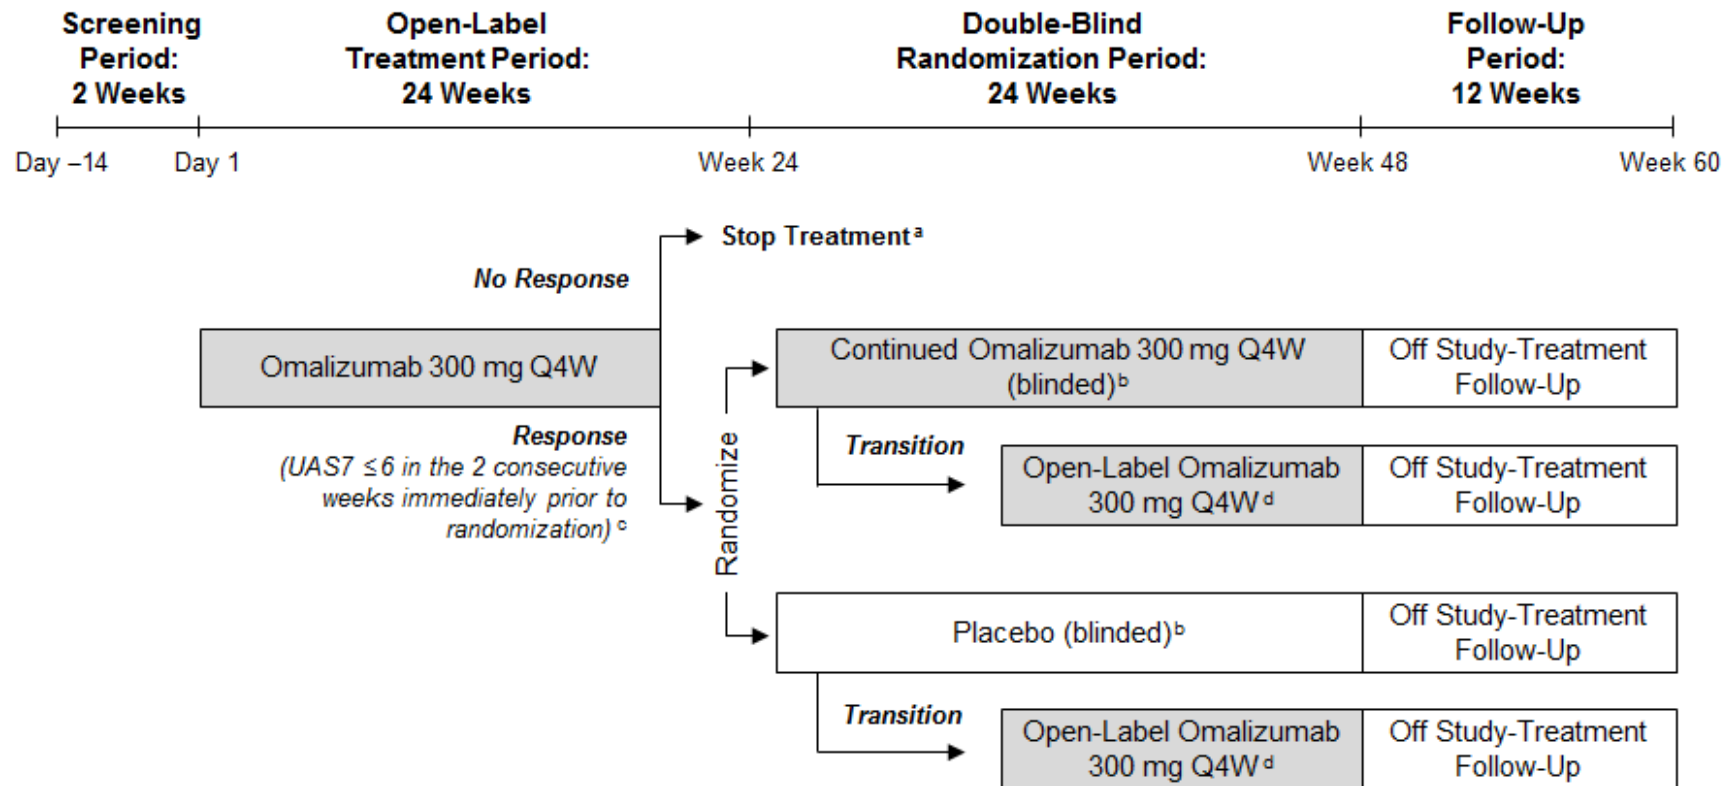 Screening
Period:
2 Weeks
Open-Label
Treatment Period:
24 Weeks
Double-Blind
Randomization Period:
24 Weeks
Follow-Up
Period:
12 Weeks
Day –14
Day 1
Week 24
Week 48
Week 60
Stop Treatment a
No Response
Omalizumab 300 mg Q4W
Response
(UAS7 ≤6 in the 2 consecutive
weeks immediately prior to
randomization) c
Randomize
Continued Omalizumab 300 mg Q4W
(blinded) b
Off Study-Treatment
Follow-Up
Transition
Open-Label Omalizumab
300 mg Q4W d
Off Study-Treatment
Follow-Up
Placebo (blinded) b
Off Study-Treatment
Follow-Up
Transition
Open-Label Omalizumab
300 mg Q4W d
Off Study-Treatment
Follow-Up